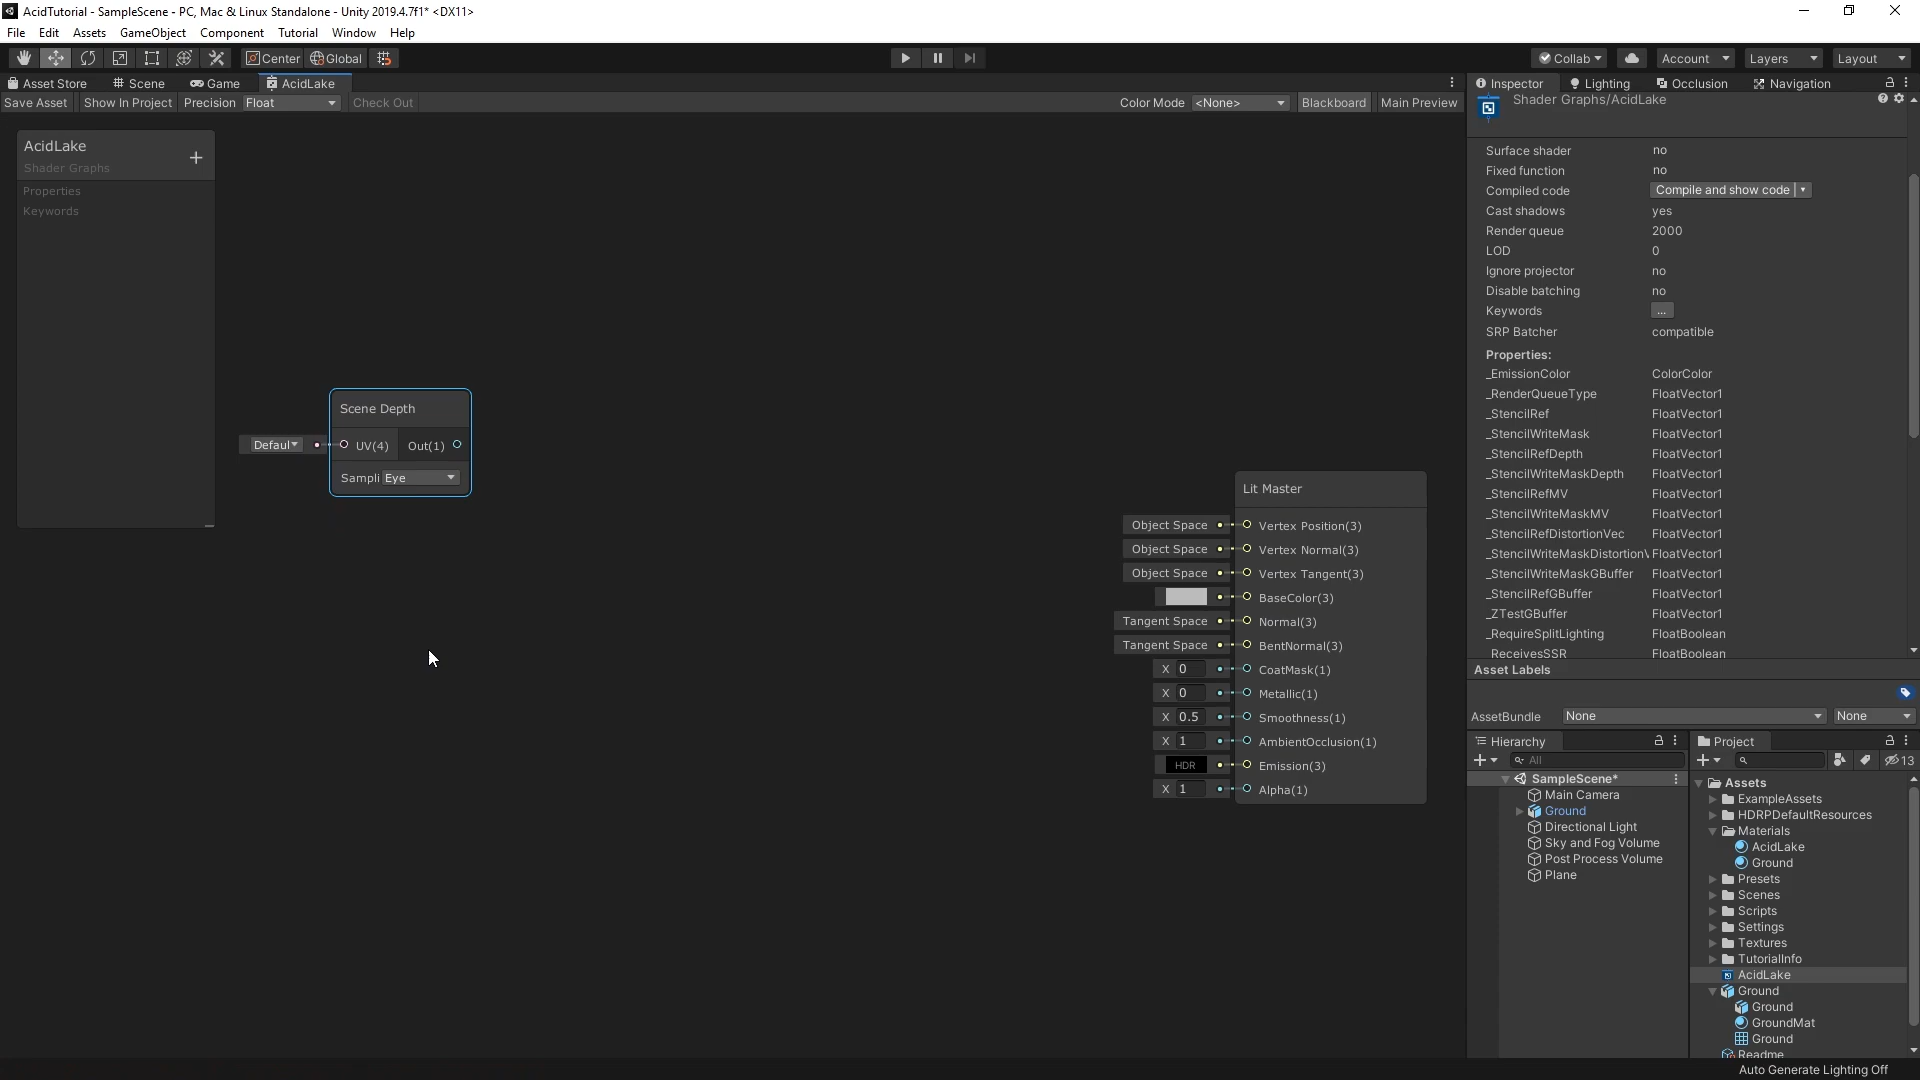 AcidTutorial - SampleScene - PC, Mac & Linux Standalone - Unity 2019.4.7f1* <DX11>
File Edit Assets GameObject Component Tutorial Window Help
Center Global Collab Account Layers Layout
Asset Store Scene Game AcidLake
Save Asset Show In Project Precision Float Check Out Color Mode <None> Blackboard Main Preview
AcidLake
Shader Graphs
Properties
Keywords
Scene Depth
Defaul UV(4) Out(1)
Sampli Eye
Lit Master
Object Space Vertex Position(3)
Object Space Vertex Normal(3)
Object Space Vertex Tangent(3)
BaseColor(3)
Tangent Space Normal(3)
Tangent Space BentNormal(3)
X 0 CoatMask(1)
X 0 Metallic(1)
X 0.5 Smoothness(1)
X 1 AmbientOcclusion(1)
HDR Emission(3)
X 1 Alpha(1)
Inspector Lighting Occlusion Navigation
Shader Graphs/AcidLake
Surface shader no
Fixed function no
Compiled code Compile and show code
Cast shadows yes
Render queue 2000
LOD 0
Ignore projector no
Disable batching no
Keywords ...
SRP Batcher compatible
Properties:
_EmissionColor ColorColor
_RenderQueueType FloatVector1
_StencilRef FloatVector1
_StencilWriteMask FloatVector1
_StencilRefDepth FloatVector1
_StencilWriteMaskDepth FloatVector1
_StencilRefMV FloatVector1
_StencilWriteMaskMV FloatVector1
_StencilRefDistortionVec FloatVector1
_StencilWriteMaskDistortionV FloatVector1
_StencilWriteMaskGBuffer FloatVector1
_StencilRefGBuffer FloatVector1
_ZTestGBuffer FloatVector1
_RequireSplitLighting FloatBoolean
_ReceivesSSR FloatBoolean
Asset Labels
AssetBundle None None
Hierarchy
All
SampleScene*
Main Camera
Ground
Directional Light
Sky and Fog Volume
Post Process Volume
Plane
Project
13
Assets
ExampleAssets
HDRPDefaultResources
Materials
AcidLake
Ground
Presets
Scenes
Scripts
Settings
Textures
TutorialInfo
AcidLake
Ground
Ground
GroundMat
Ground
Readme
Auto Generate Lighting Off